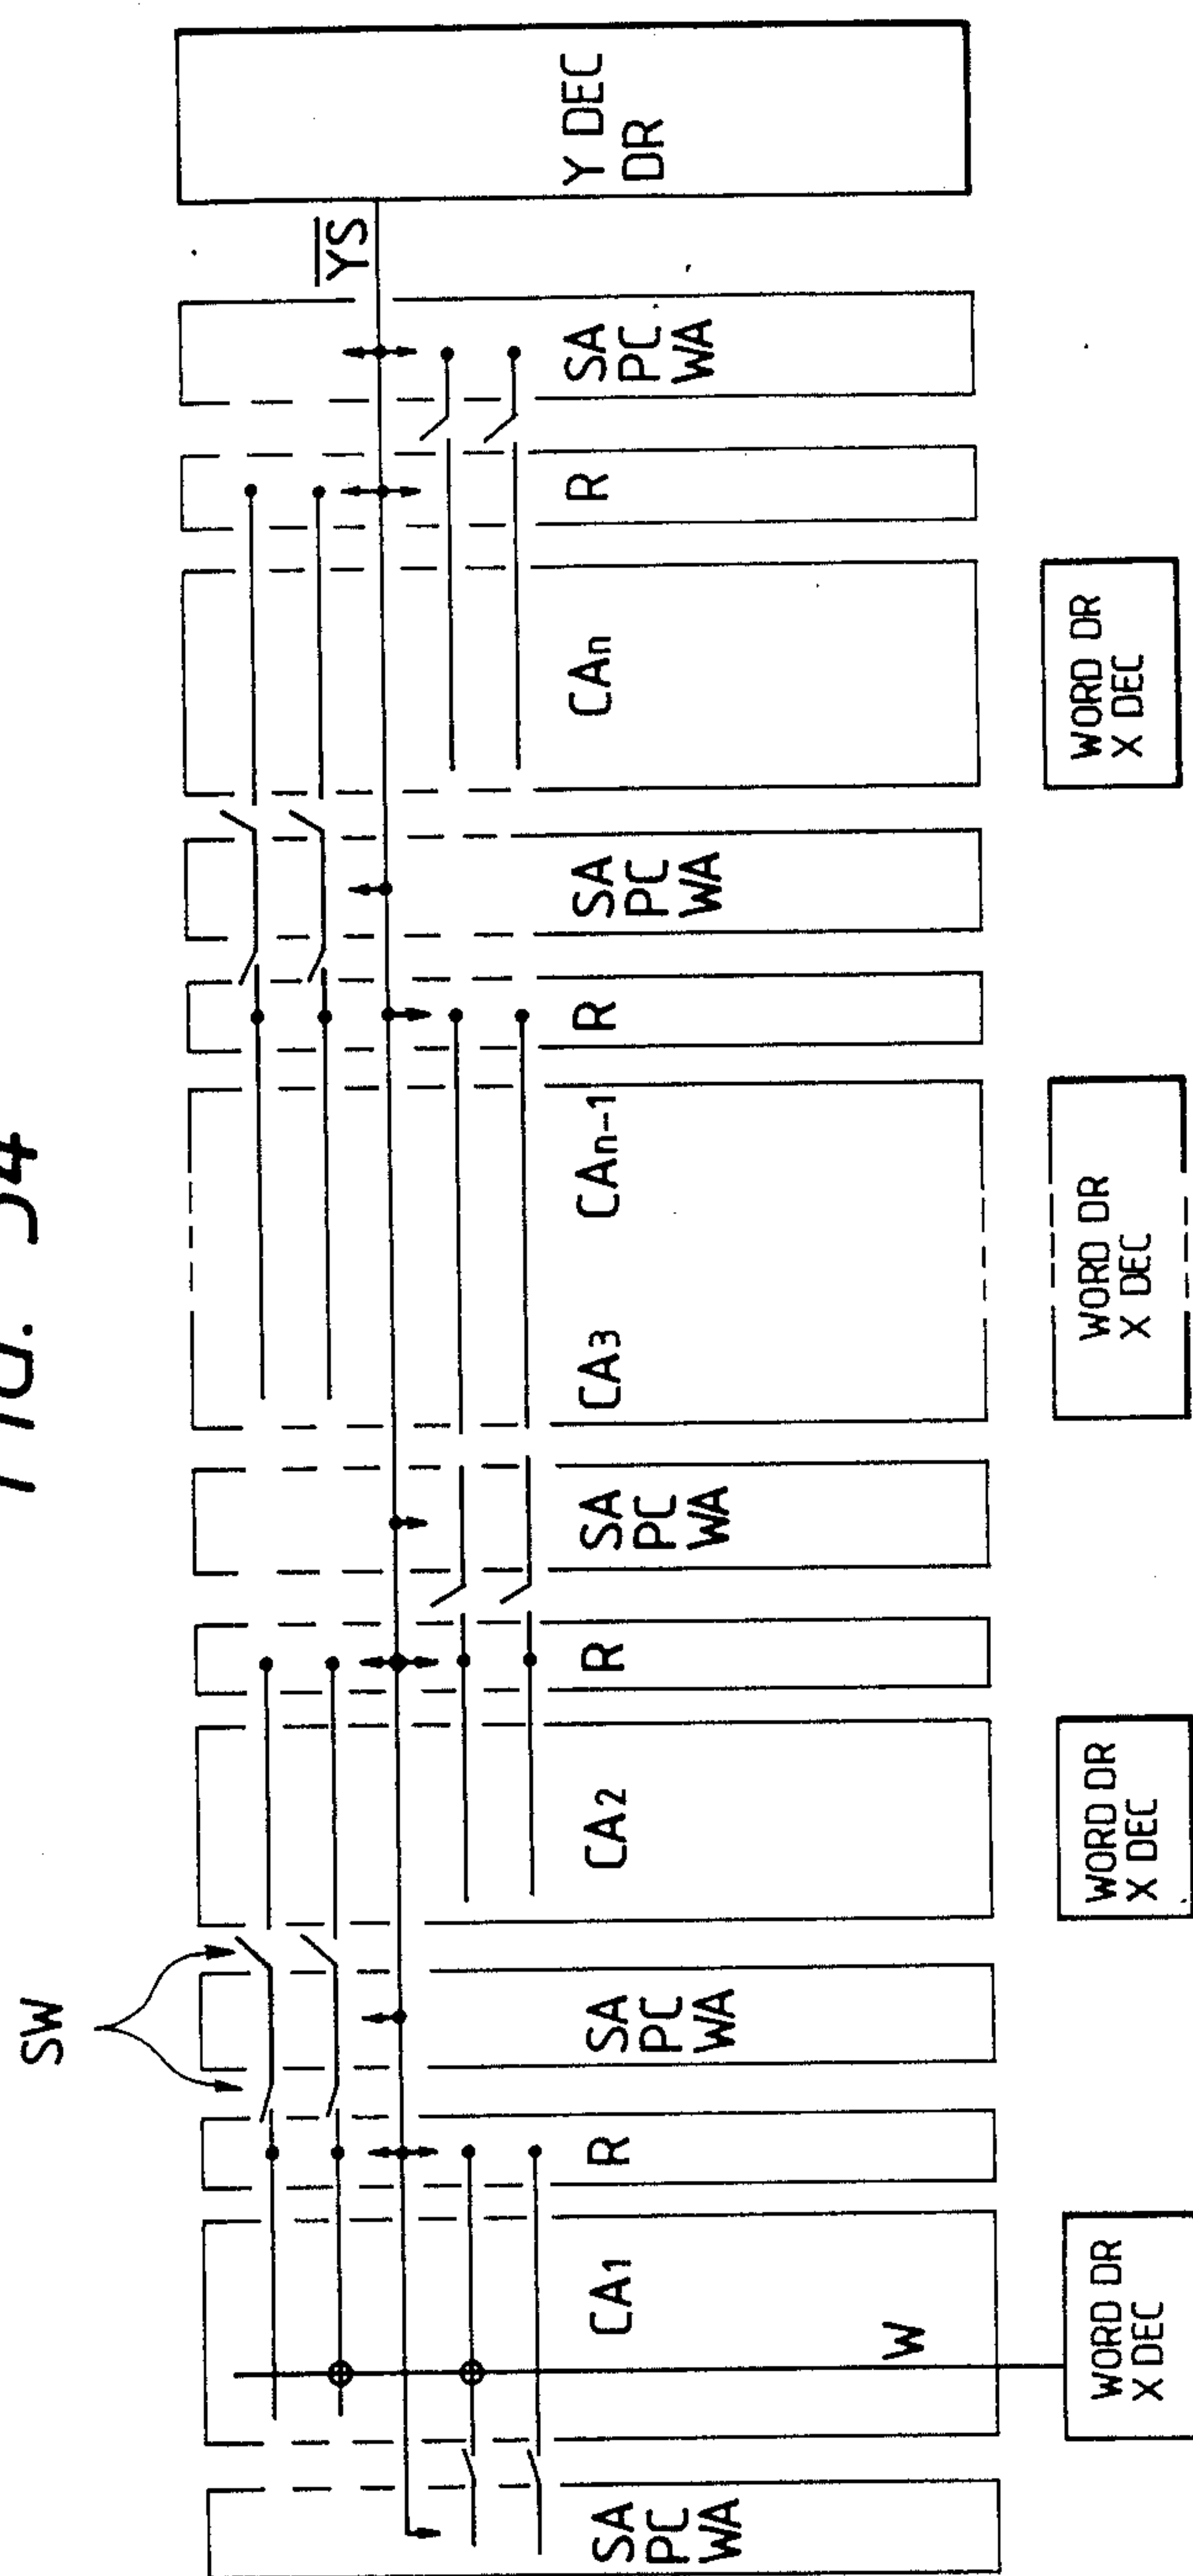 FIG.
SW
Y̅S̅
SA
PC
WA
CA1
R
SA
PC
WA
CA2
R
SA
PC
WA
CA3
CAn-1
R
SA
PC
WA
CAn
R
SA
PC
WA
Y DEC
DR
W
WORD DR
X DEC
WORD DR
X DEC
WORD DR
X DEC
WORD DR
X DEC